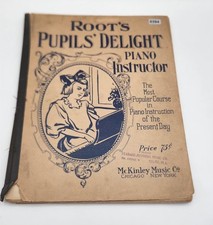 ROOT'S
PUPILS' DELIGHT
PIANO
Instructor
The
Most
Popular Course
in
Piano Instruction
of the
Present Day
Price 75¢
McKinley Music Co.
CHICAGO NEW YORK